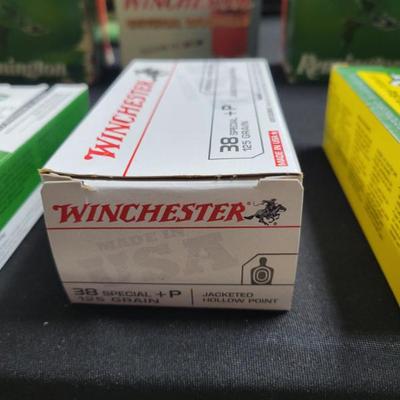 WINCHESTER
Remington
Remington
WINCHESTER
38 SPECIAL +P
125 GRAIN
MADE IN USA
WINCHESTER
MADE IN
USA
38 SPECIAL +P
125 GRAIN
JACKETED
HOLLOW POINT